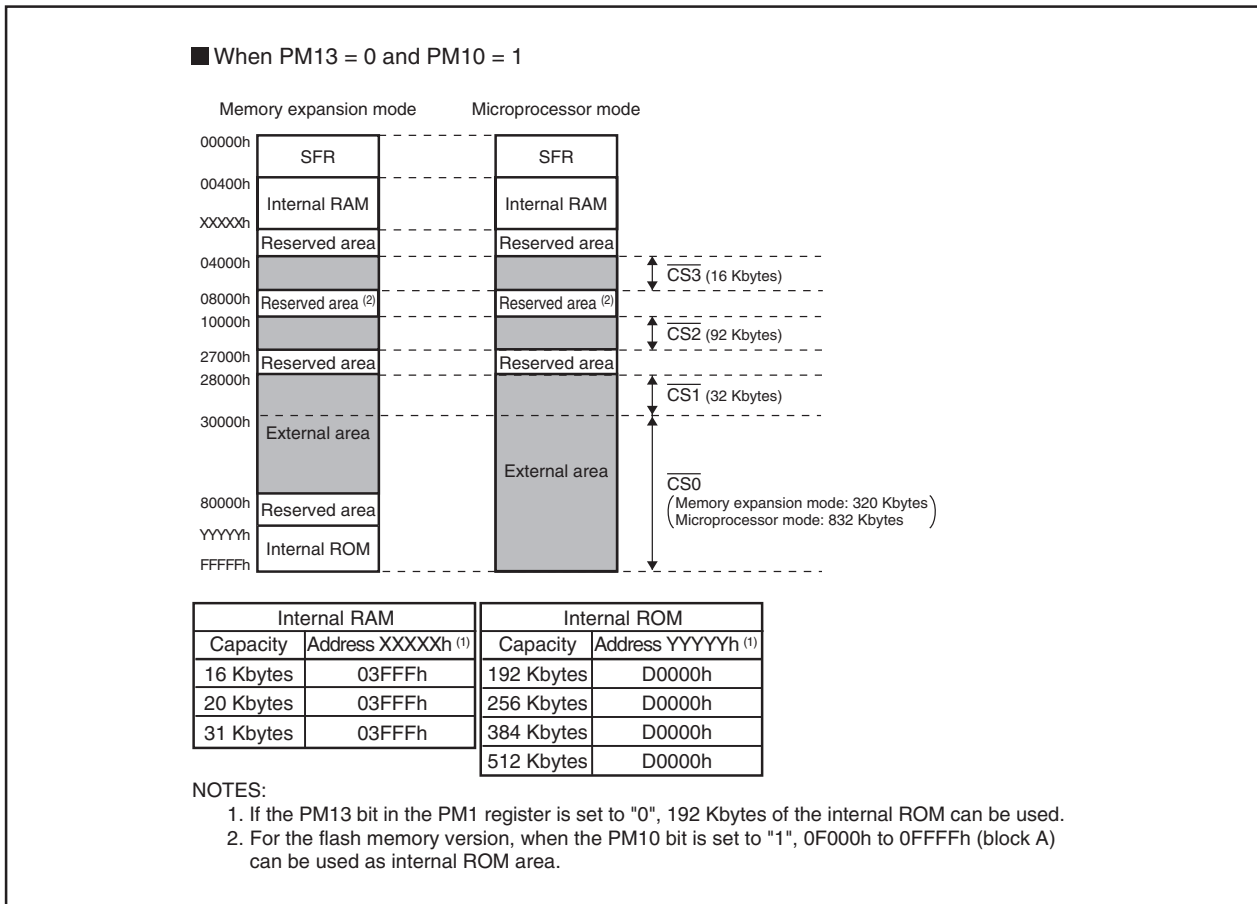 ■ When PM13 = 0 and PM10 = 1
Memory expansion mode Microprocessor mode
00000h
SFR SFR
00400h
Internal RAM Internal RAM
XXXXXh
Reserved area Reserved area
04000h
CS3 (16 Kbytes)
08000h Reserved area (2) Reserved area (2)
10000h
CS2 (92 Kbytes)
27000h Reserved area Reserved area
28000h
CS1 (32 Kbytes)
30000h
External area
External area CS0
(Memory expansion mode: 320 Kbytes
Microprocessor mode: 832 Kbytes)
80000h Reserved area
YYYYYh
Internal ROM
FFFFFh
Internal RAM Internal ROM
Capacity Address XXXXXh (1) Capacity Address YYYYYh (1)
16 Kbytes 03FFFh 192 Kbytes D0000h
20 Kbytes 03FFFh 256 Kbytes D0000h
31 Kbytes 03FFFh 384 Kbytes D0000h
512 Kbytes D0000h
NOTES:
1. If the PM13 bit in the PM1 register is set to "0", 192 Kbytes of the internal ROM can be used.
2. For the flash memory version, when the PM10 bit is set to "1", 0F000h to 0FFFFh (block A)
can be used as internal ROM area.